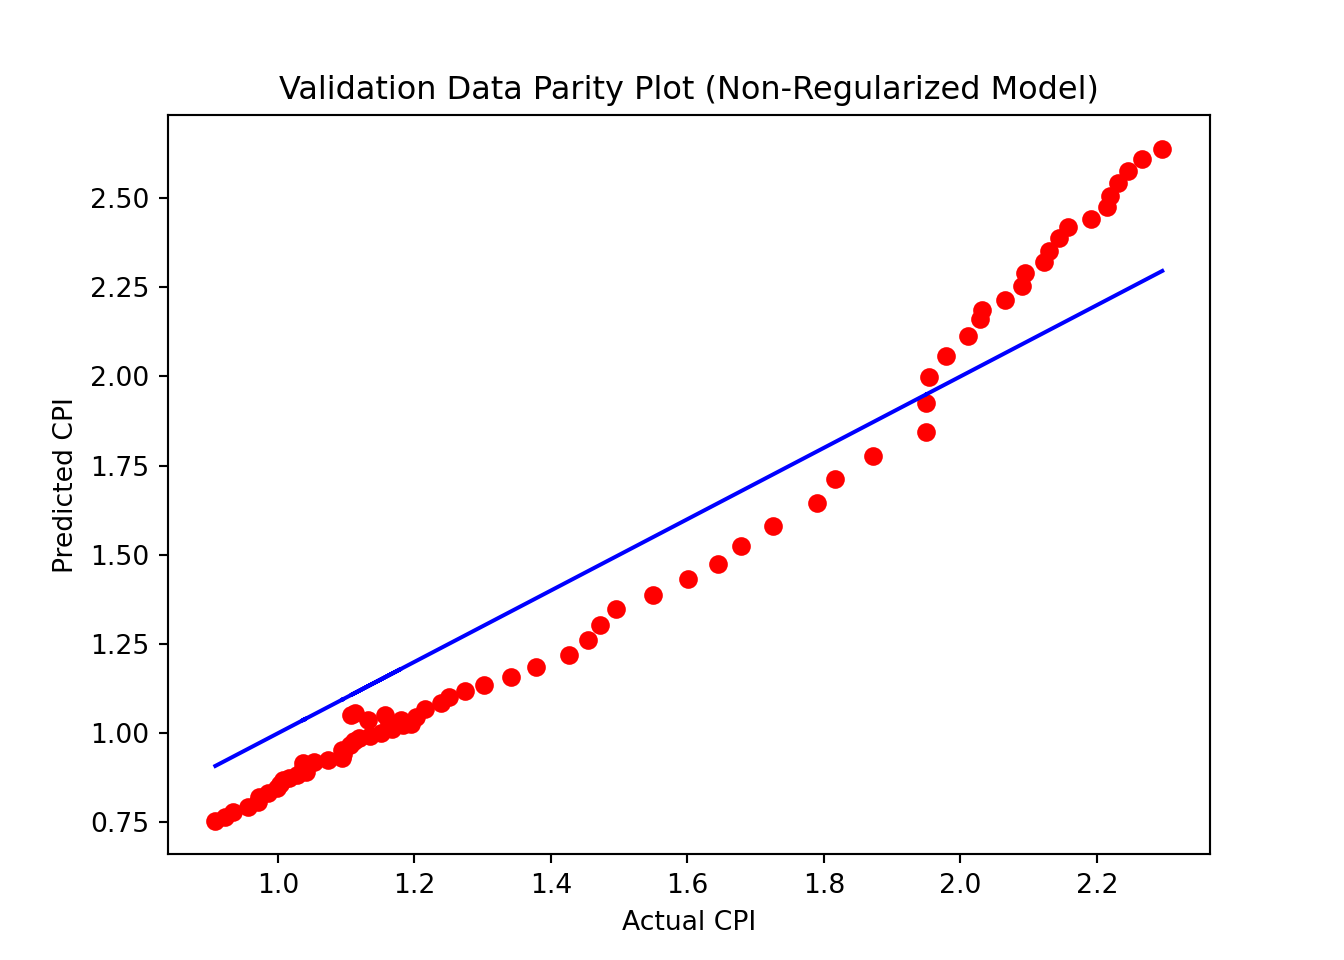 Validation Data Parity Plot (Non-Regularized Model)
2.50
2.25
2.00
1.75
1.50
1.25
1.00
0.75
Predicted CPI
1.0 1.2 1.4 1.6 1.8 2.0 2.2
Actual CPI